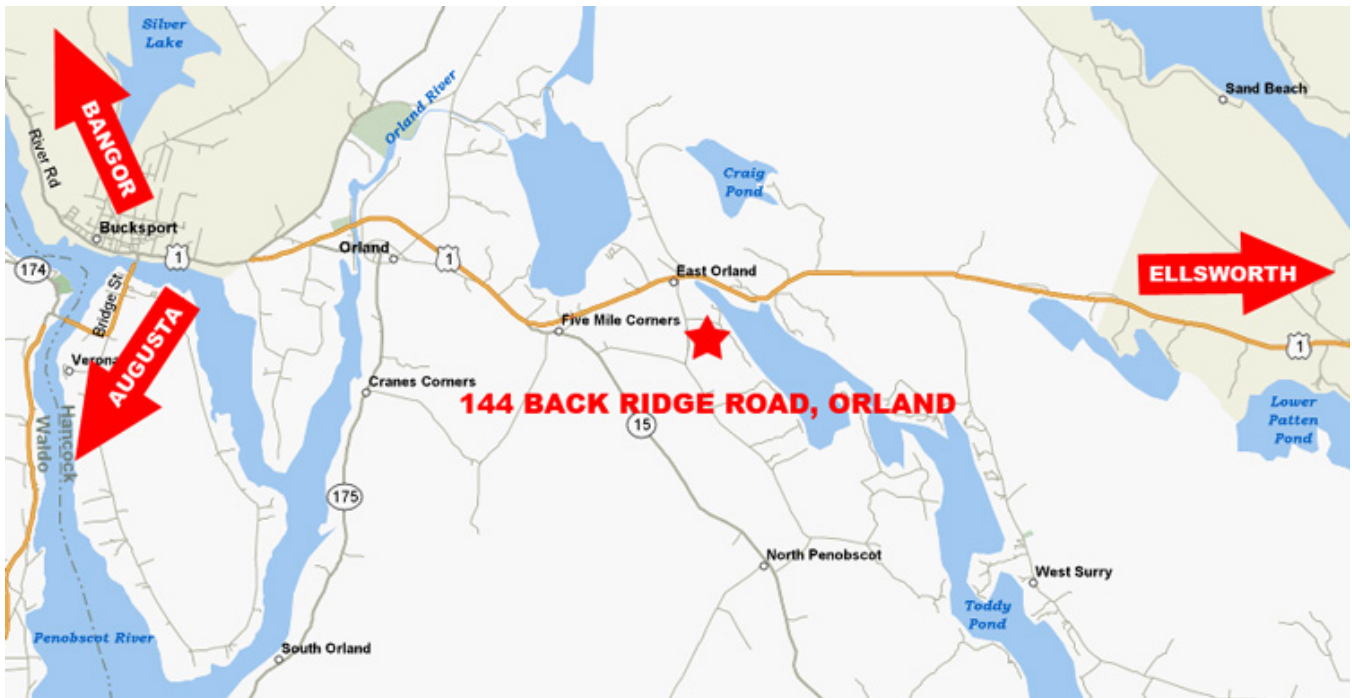 Silver
Lake
BANGOR
River Rd
Orland River
Sand Beach
Craig
Pond
Bucksport
1
174
Orland
1
East Orland
ELLSWORTH
Bridge St
AUGUSTA
Verona
Five Mile Corners
1
Cranes Corners
144 BACK RIDGE ROAD, ORLAND
Hancock
Waldo
15
Lower
Patten
Pond
175
North Penobscot
West Surry
Toddy
Pond
Penobscot River
South Orland